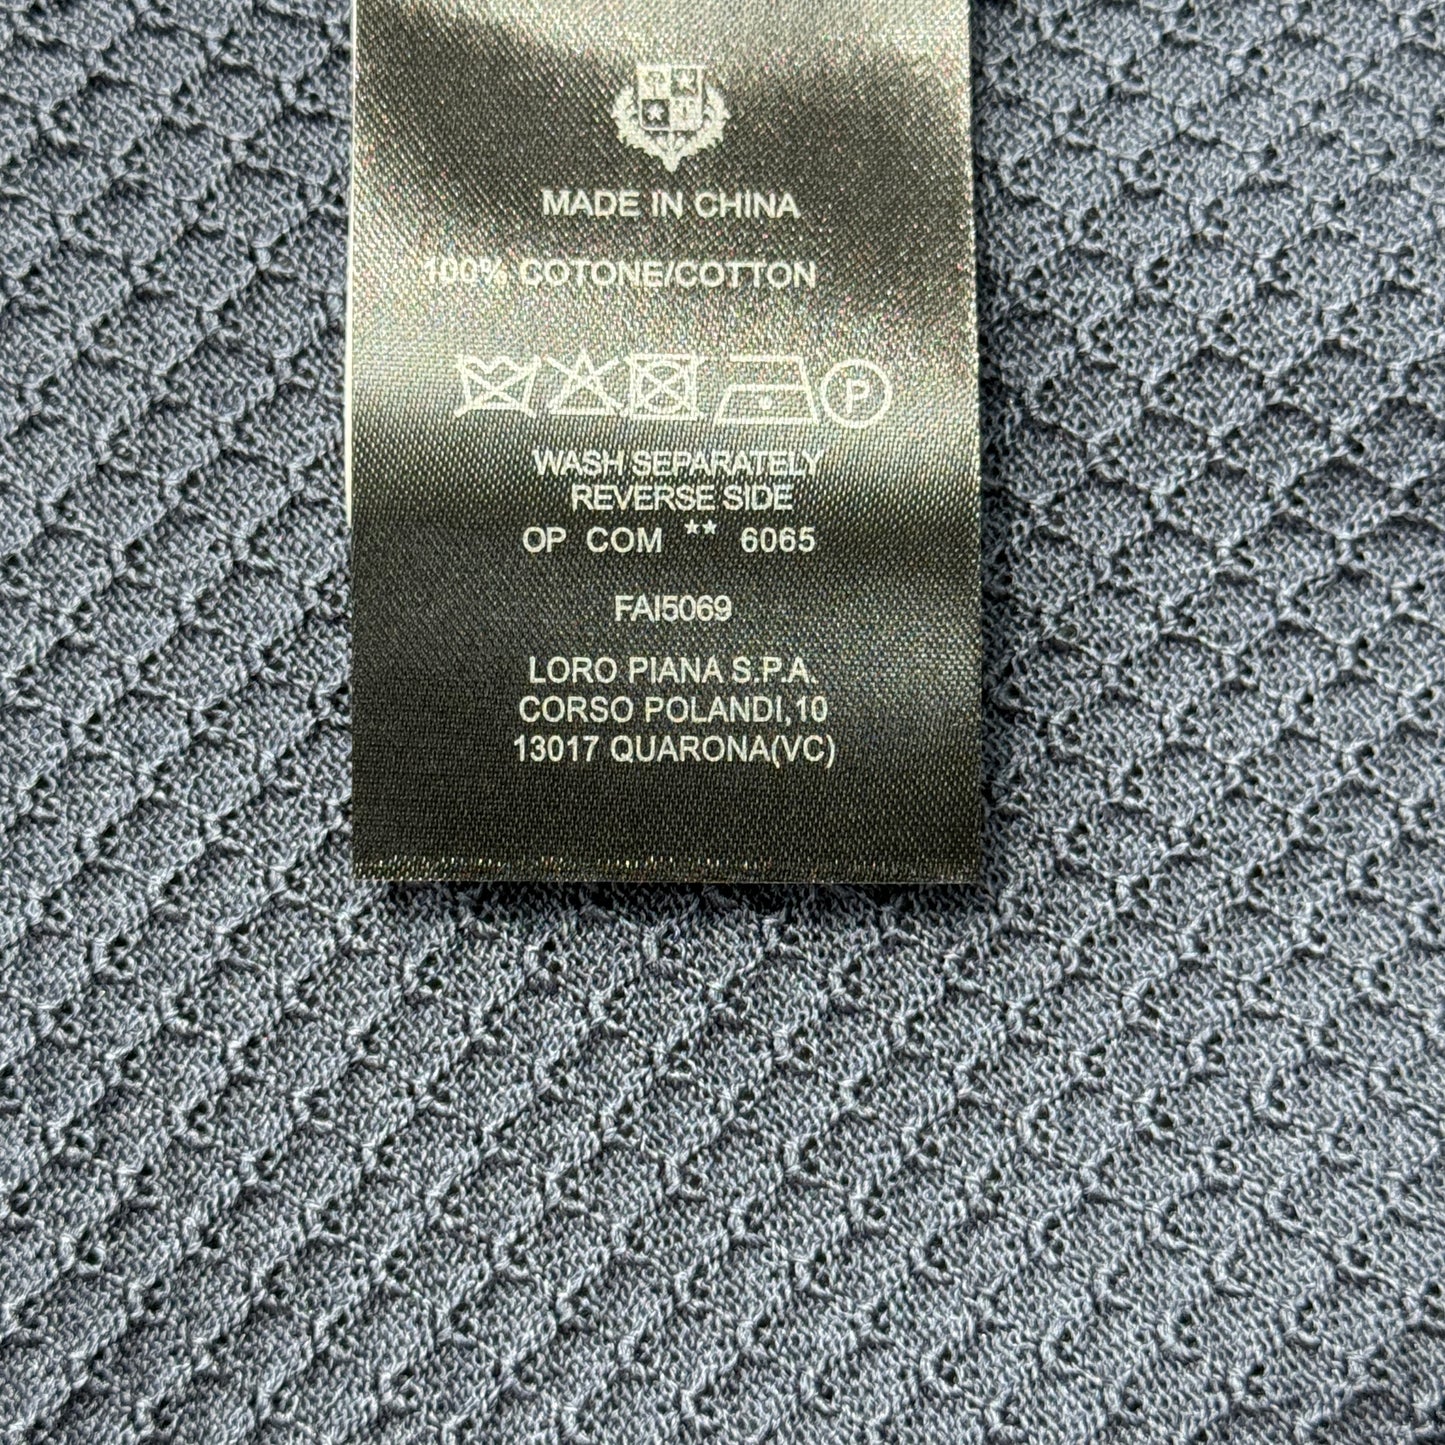 MADE IN CHINA
100% COTONE/COTTON
P
WASH SEPARATELY
REVERSE SIDE
OP COM ** 6065
FAI5069
LORO PIANA S.P.A.
CORSO POLANDI,10
13017 QUARONA(VC)